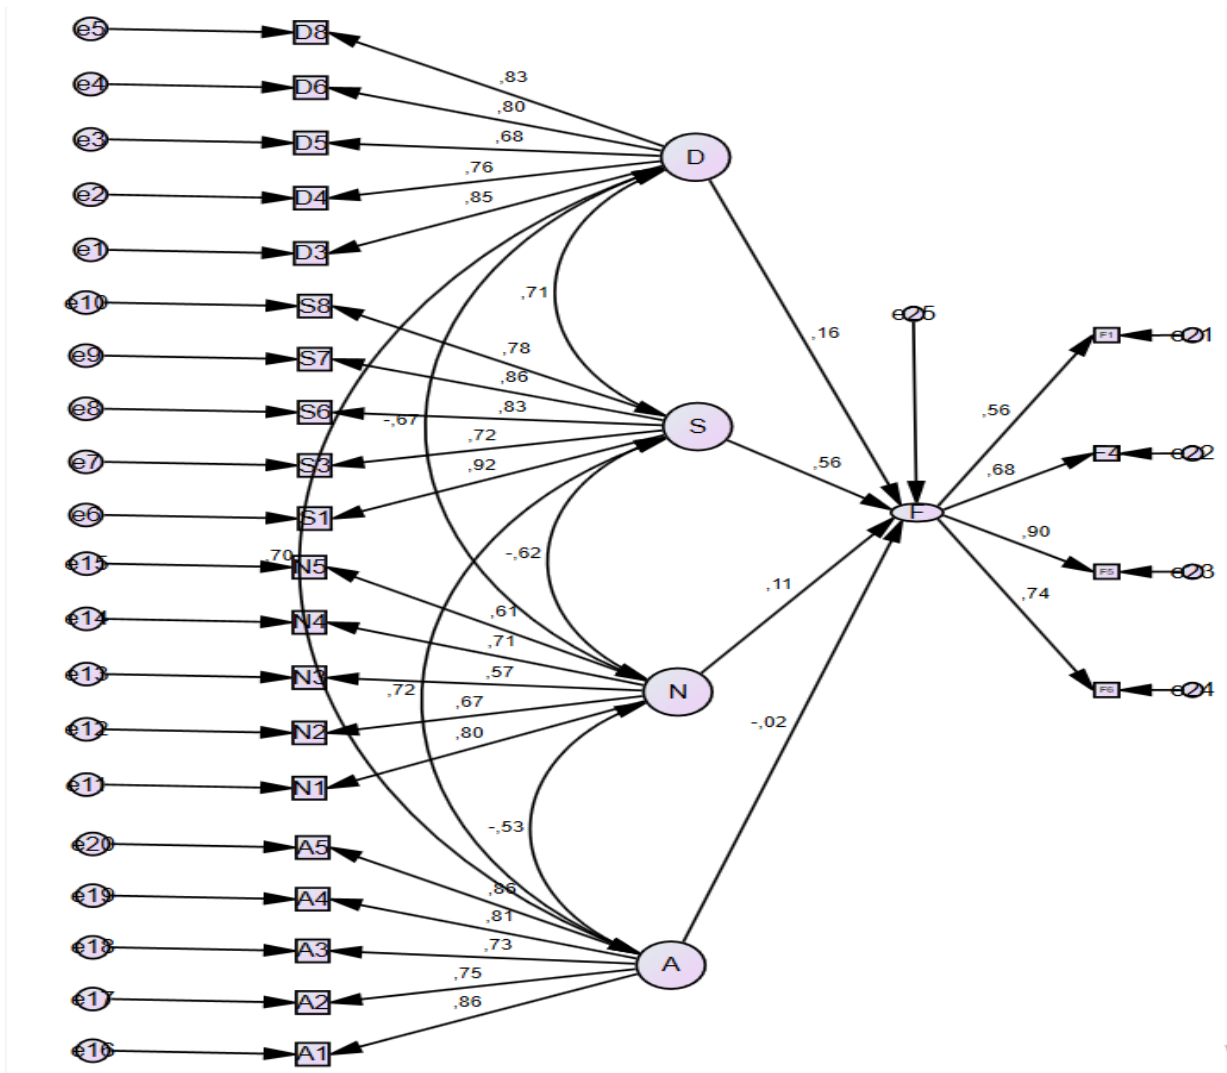 e5 D8
,83
e4 D6
,80
e3 D5
,68
D
e2 D4
,76
,85
e1 D3
e10 S8
,71
e25
,16
F1 e21
e9 S7
,78
,86
e8 S6
,83
-,67
,56
S
e7 S3
,72
,92
,56
,68
F4 e22
e6 S1
F
,90
e15 N5
,70
-,62
F5 e23
,11
,74
e14 N4
,61
,71
e13 N3
,57
,72
,67
N
F6 e24
e12 N2
,80
-,02
e11 N1
-,53
e20 A5
,86
e19 A4
,81
e18 A3
,73
A
e17 A2
,75
,86
e16 A1